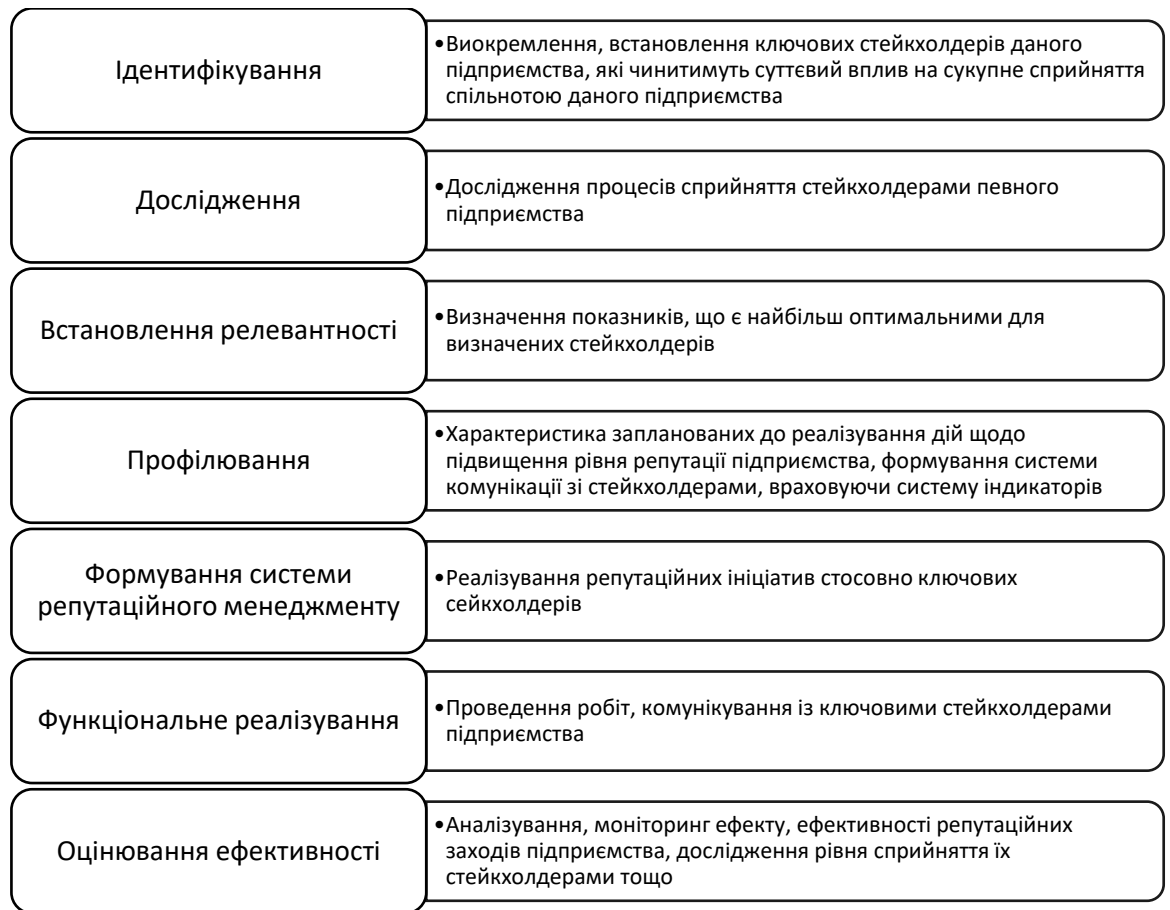 Ідентифікування
•Виокремлення, встановлення ключових стейкхолдерів даного
підприємства, які чинитимуть суттєвий вплив на сукупне сприйняття
спільнотою даного підприємства
Дослідження
•Дослідження процесів сприйняття стейкхолдерами певного
підприємства
Встановлення релевантності
•Визначення показників, що є найбільш оптимальними для
визначених стейкхолдерів
Профілювання
•Характеристика запланованих до реалізування дій щодо
підвищення рівня репутації підприємства, формування системи
комунікації зі стейкхолдерами, враховуючи систему індикаторів
Формування системи
репутаційного менеджменту
•Реалізування репутаційних ініціатив стосовно ключових
сейкхолдерів
Функціональне реалізування
•Проведення робіт, комунікування із ключовими стейкхолдерами
підприємства
Оцінювання ефективності
•Аналізування, моніторинг ефекту, ефективності репутаційних
заходів підприємства, дослідження рівня сприйняття їх
стейкхолдерами тощо